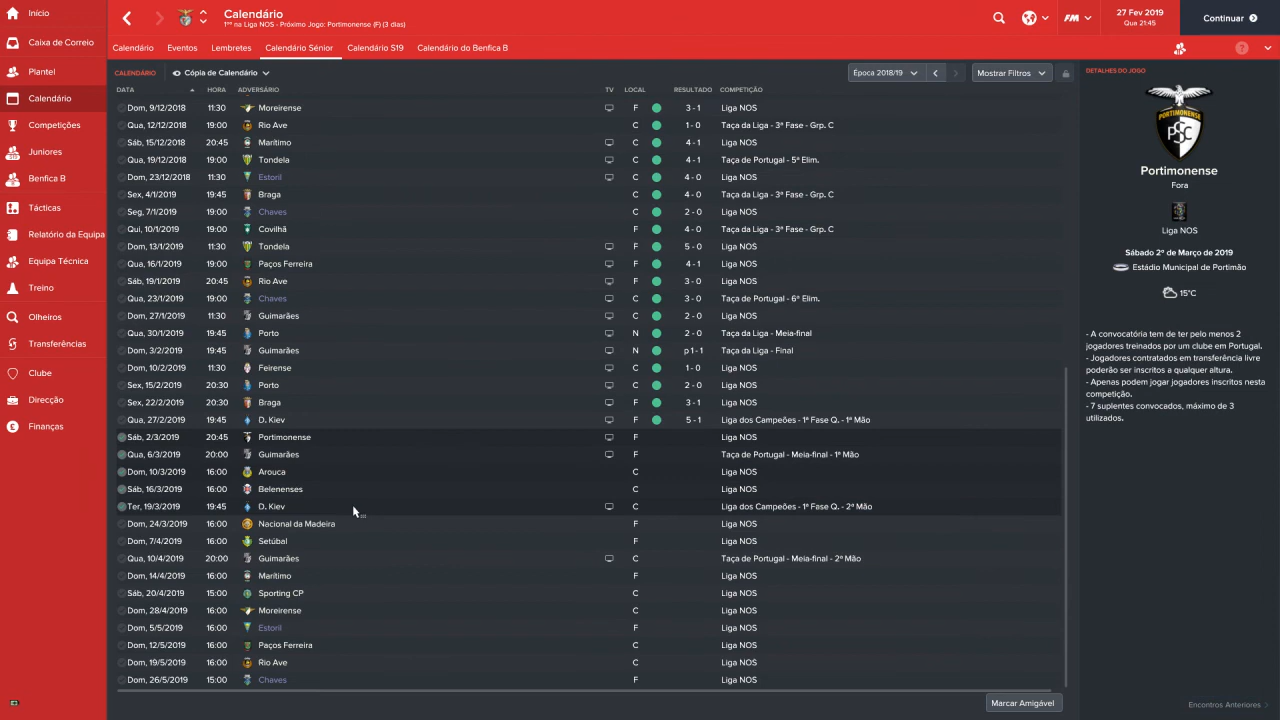 Início
Caixa de Correio
Plantel
Calendário
Competições
Juniores
Benfica B
Tácticas
Relatório da Equipa
Equipa Técnica
Treino
Olheiros
Transferências
Clube
Direcção
Finanças
Calendário
1ºº na Liga NOS - Próximo Jogo: Portimonense (F) (3 dias)
FM
27 Fev 2019
Qua 21:45
Continuar
Calendário Eventos Lembretes Calendário Sénior Calendário S19 Calendário do Benfica B
CALENDÁRIO Cópia de Calendário Época 2018/19 Mostrar Filtros
DATA HORA ADVERSÁRIO TV LOCAL RESULTADO COMPETIÇÃO
Dom, 9/12/2018 11:30 Moreirense F 3 - 1 Liga NOS
Qua, 12/12/2018 19:00 Rio Ave C 1 - 0 Taça da Liga - 3ª Fase - Grp. C
Sáb, 15/12/2018 20:45 Marítimo C 4 - 1 Liga NOS
Qua, 19/12/2018 19:00 Tondela C 4 - 1 Taça de Portugal - 5ª Elim.
Dom, 23/12/2018 11:30 Estoril C 4 - 0 Liga NOS
Sex, 4/1/2019 19:45 Braga C 4 - 0 Taça da Liga - 3ª Fase - Grp. C
Seg, 7/1/2019 19:00 Chaves C 2 - 0 Liga NOS
Qui, 10/1/2019 19:00 Covilhã F 4 - 0 Taça da Liga - 3ª Fase - Grp. C
Dom, 13/1/2019 11:30 Tondela F 5 - 0 Liga NOS
Qua, 16/1/2019 19:00 Paços Ferreira F 4 - 1 Liga NOS
Sáb, 19/1/2019 20:45 Rio Ave F 3 - 0 Liga NOS
Qua, 23/1/2019 19:00 Chaves C 3 - 0 Taça de Portugal - 6ª Elim.
Dom, 27/1/2019 11:30 Guimarães C 2 - 0 Liga NOS
Qua, 30/1/2019 19:45 Porto N 2 - 0 Taça da Liga - Meia-final
Dom, 3/2/2019 19:45 Guimarães N p 1 - 1 Taça da Liga - Final
Dom, 10/2/2019 11:30 Feirense C 1 - 0 Liga NOS
Sex, 15/2/2019 20:30 Porto C 2 - 0 Liga NOS
Sex, 22/2/2019 20:30 Braga C 3 - 1 Liga NOS
Qua, 27/2/2019 19:45 D. Kiev F 5 - 1 Liga dos Campeões - 1ª Fase Q. - 1ª Mão
Sáb, 2/3/2019 20:45 Portimonense F Liga NOS
Qua, 6/3/2019 20:00 Guimarães F Taça de Portugal - Meia-final - 1ª Mão
Dom, 10/3/2019 16:00 Arouca C Liga NOS
Sáb, 16/3/2019 16:00 Belenenses C Liga NOS
Ter, 19/3/2019 19:45 D. Kiev C Liga dos Campeões - 1ª Fase Q. - 2ª Mão
Dom, 24/3/2019 16:00 Nacional da Madeira F Liga NOS
Dom, 7/4/2019 16:00 Setúbal F Liga NOS
Qua, 10/4/2019 20:00 Guimarães C Taça de Portugal - Meia-final - 2ª Mão
Dom, 14/4/2019 16:00 Marítimo F Liga NOS
Sáb, 20/4/2019 15:00 Sporting CP C Liga NOS
Dom, 28/4/2019 16:00 Moreirense C Liga NOS
Dom, 5/5/2019 16:00 Estoril F Liga NOS
Dom, 12/5/2019 16:00 Paços Ferreira C Liga NOS
Dom, 19/5/2019 16:00 Rio Ave C Liga NOS
Dom, 26/5/2019 15:00 Chaves F Liga NOS
Marcar Amigável
DETALHES DO JOGO
PORTIMONENSE
PSC
Portimonense
Fora
Liga NOS
Sábado 2º de Março de 2019
Estádio Municipal de Portimão
15°C
- A convocatória tem de ter pelo menos 2
jogadores treinados por um clube em Portugal.
- Jogadores contratados em transferência livre
poderão ser inscritos a qualquer altura.
- Apenas podem jogar jogadores inscritos nesta
competição.
- 7 suplentes convocados, máximo de 3
utilizados.
Encontros Anteriores